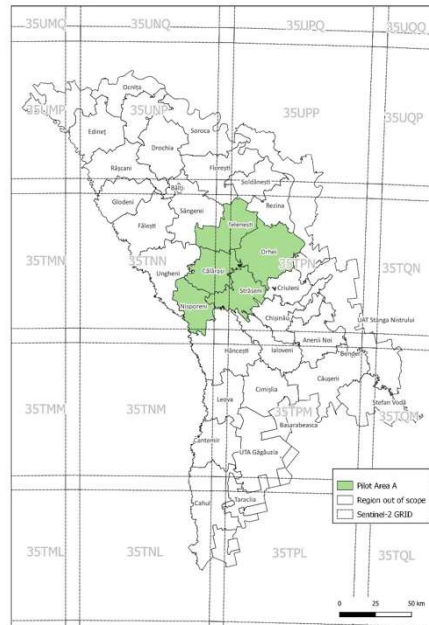 35UMQ 35UNQ 35UPQ 35UQQ
Ocnița
35UMP 35UNP 35UPP 35UQP
Edineț
Soroca
Drochia
Rîșcani
Florești
Șoldănești
Bălți
Glodeni
Sângerei
Rezina
Telenești
Fălești
Orhei
35TMN 35TNN 35TPN 35TQN
Ungheni
Călărași
Criuleni
Strășeni
Nisporeni
Chișinău
UAT Stânga Nistrului
Anenii Noi
Hâncești
Ialoveni
Bender
Căușeni
Cimișlia
Leova
Ștefan Vodă
35TMM 35TNM 35TPM 35TQM
Basarabeasca
Cantemir
UTA Găgăuzia
Cahul
Taraclia
Pilot Area A
Region out of scope
Sentinel-2 GRID
35TML 35TNL 35TPL 35TQL
0 25 50 km